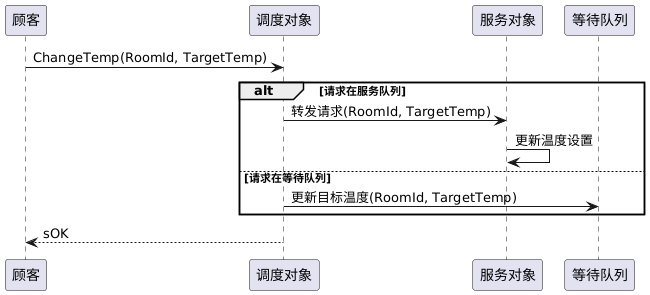 顾客 调度对象 服务对象 等待队列
ChangeTemp(RoomId, TargetTemp)
alt [请求在服务队列]
转发请求(RoomId, TargetTemp)
更新温度设置
[请求在等待队列]
更新目标温度(RoomId, TargetTemp)
sOK
顾客 调度对象 服务对象 等待队列